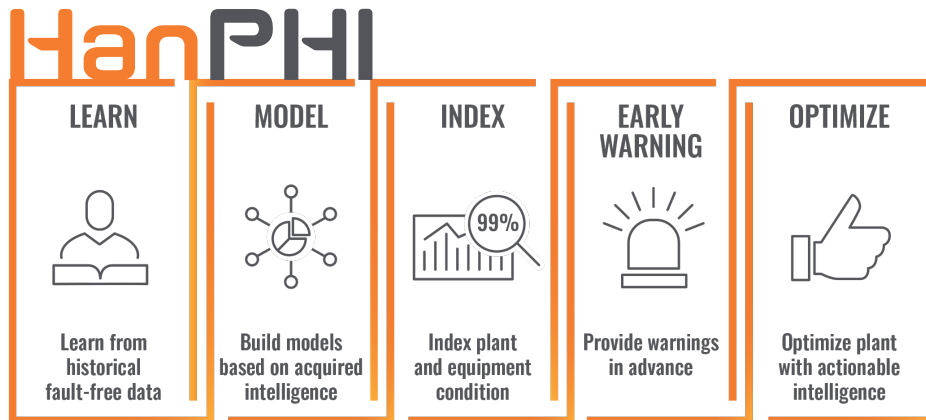 HanPHI
LEARN
Learn from
historical
fault-free data
MODEL
Build models
based on acquired
intelligence
INDEX
99%
Index plant
and equipment
condition
EARLY
WARNING
Provide warnings
in advance
OPTIMIZE
Optimize plant
with actionable
intelligence